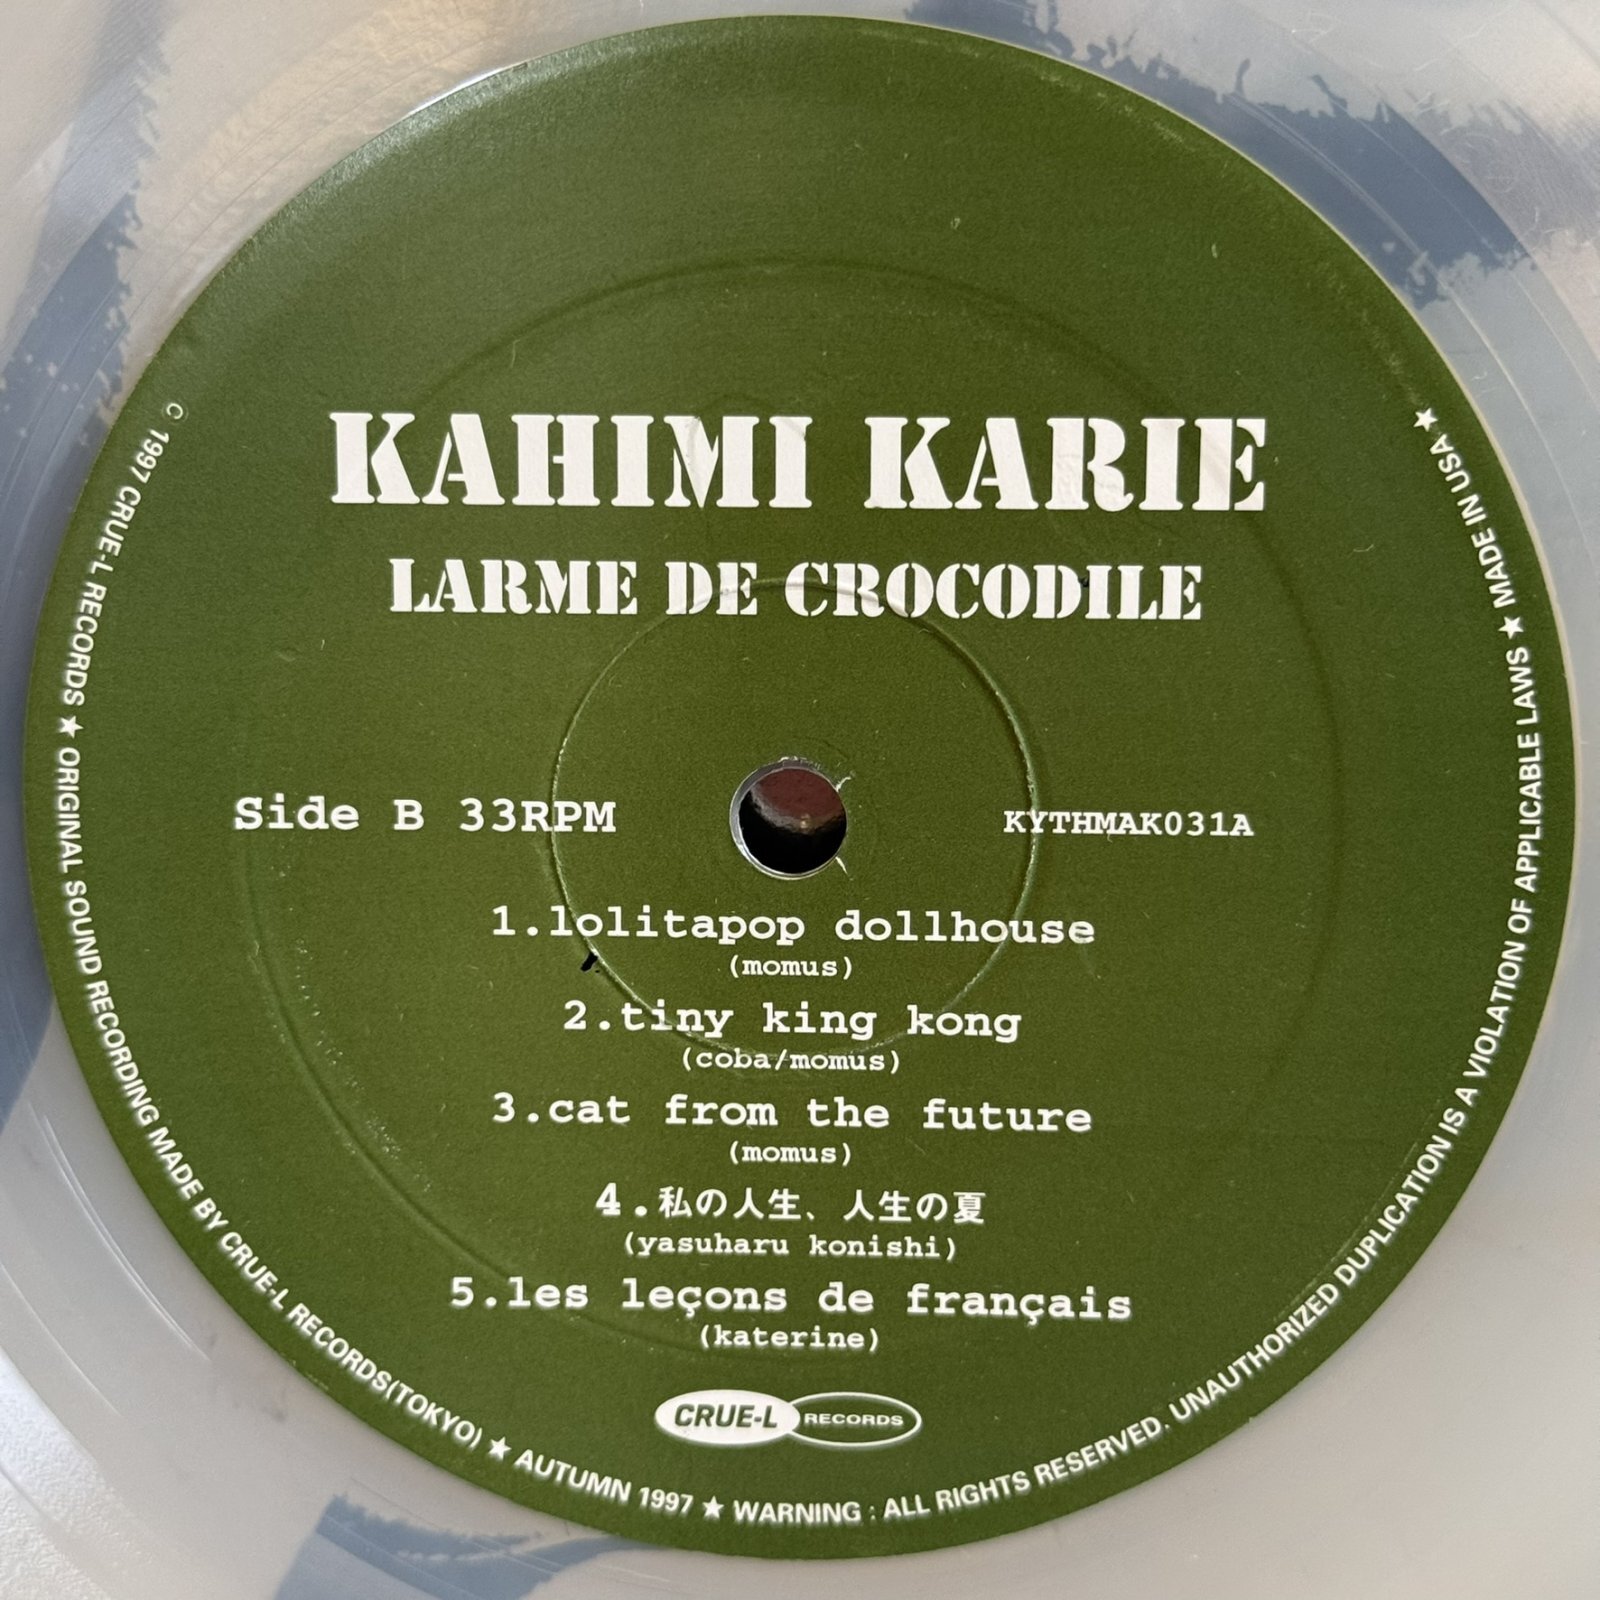 KAHIMI KARIE
LARME DE CROCODILE
Side B 33RPM
KYTHMAK031A
1.lolitapop dollhouse
(momus)
2.tiny king kong
(coba/momus)
3.cat from the future
(momus)
4.私の人生、人生の夏
(yasuharu konishi)
5.les leçons de français
(katerine)
CRUE-L RECORDS
© 1997 CRUE-L RECORDS ★ ORIGINAL SOUND RECORDING MADE BY CRUE-L RECORDS(TOKYO) ★ AUTUMN 1997 ★ WARNING : ALL RIGHTS RESERVED. UNAUTHORIZED DUPLICATION IS A VIOLATION OF APPLICABLE LAWS ★ MADE IN USA ★